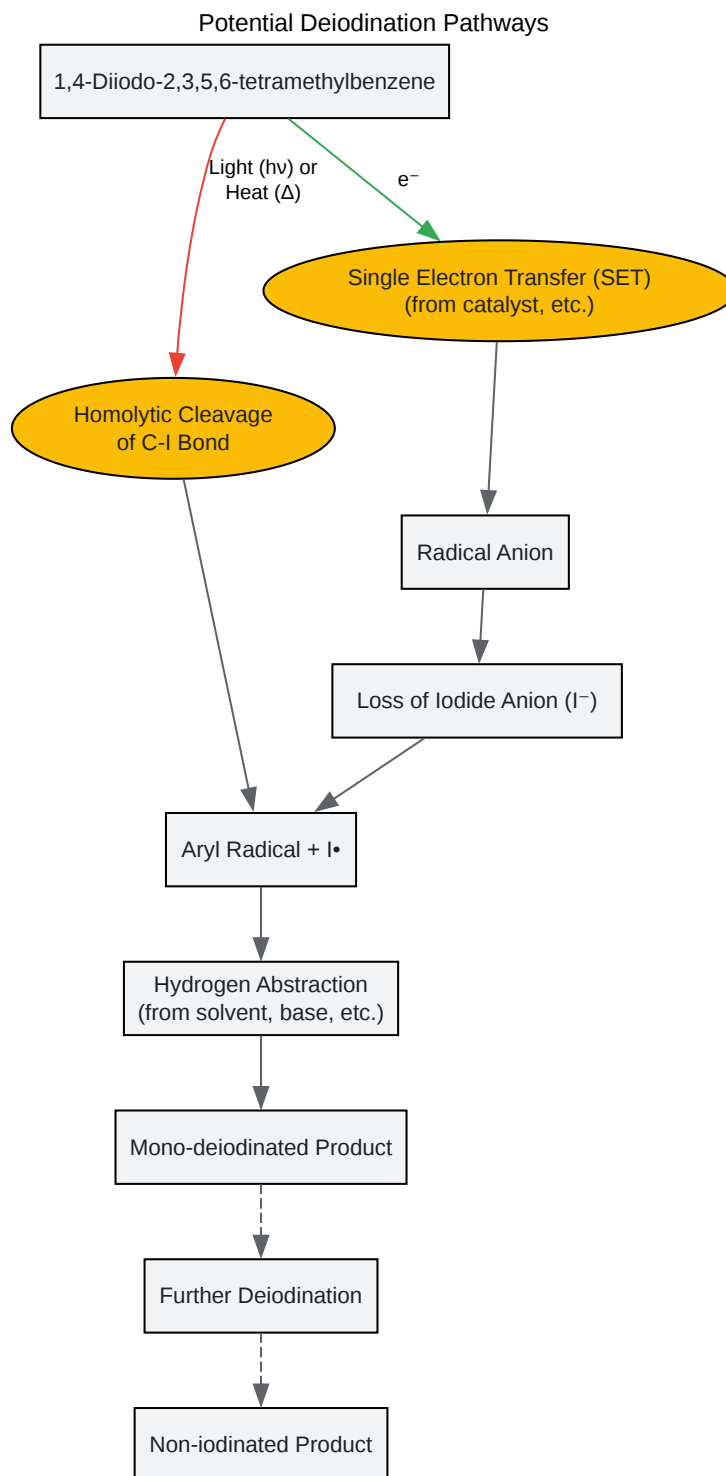 Potential Deiodination Pathways
1,4-Diiodo-2,3,5,6-tetramethylbenzene
Light (hν) or
Heat (Δ)
e⁻
Single Electron Transfer (SET)
(from catalyst, etc.)
Homolytic Cleavage
of C-I Bond
Radical Anion
Loss of Iodide Anion (I⁻)
Aryl Radical + I•
Hydrogen Abstraction
(from solvent, base, etc.)
Mono-deiodinated Product
Further Deiodination
Non-iodinated Product